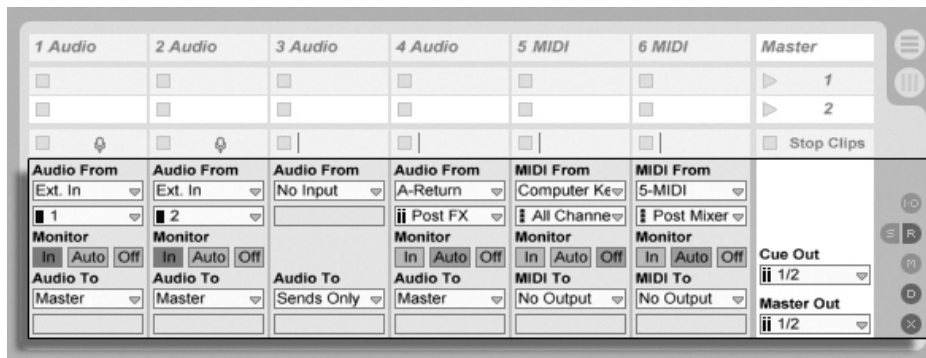 1 Audio 2 Audio 3 Audio 4 Audio 5 MIDI 6 MIDI Master
1
2
Stop Clips
Audio From Audio From Audio From Audio From MIDI From MIDI From
Ext. In Ext. In No Input A-Return Computer Ke 5-MIDI
1 2 Post FX All Channe Post Mixer
I-O
S R
Monitor Monitor Monitor Monitor Monitor
In Auto Off In Auto Off In Auto Off In Auto Off In Auto Off Cue Out
M
Audio To Audio To Audio To Audio To MIDI To MIDI To 1/2
Master Master Sends Only Master No Output No Output Master Out
D
1/2
X